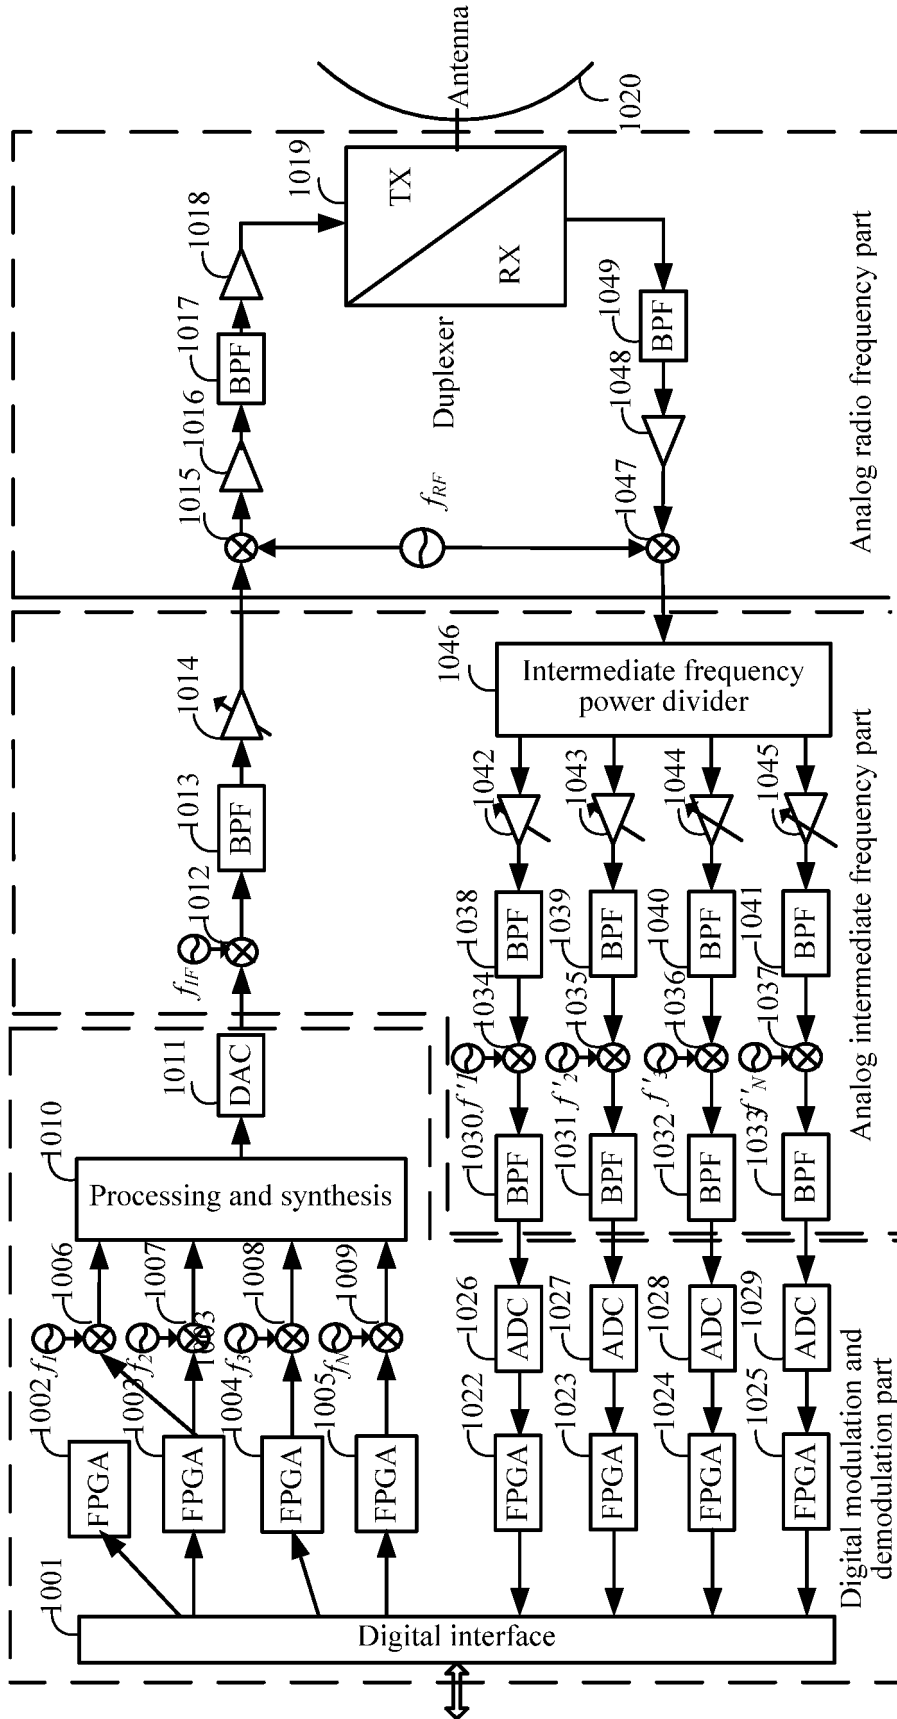 1001
Digital interface
1002
FPGA
1003
FPGA
1004
FPGA
1005
FPGA
f1
1006
f2
1007
1003
f3
1008
fN
1009
1010
Processing and synthesis
1011
DAC
fIF
1012
1013
BPF
1014
1015
1016
1017
BPF
1018
1019
TX
RX
Duplexer
Antenna
1020
fRF
1047
1048
1049
BPF
1046
Intermediate frequency
power divider
1042
1043
1044
1045
1038
BPF
1039
BPF
1040
BPF
1041
BPF
1034
f'1
1035
f'2
1036
f'3
1037
f'N
1030
BPF
1031
BPF
1032
BPF
1033
BPF
1026
ADC
1027
ADC
1028
ADC
1029
ADC
1022
FPGA
1023
FPGA
1024
FPGA
1025
FPGA
Digital modulation and
demodulation part
Analog intermediate frequency part
Analog radio frequency part